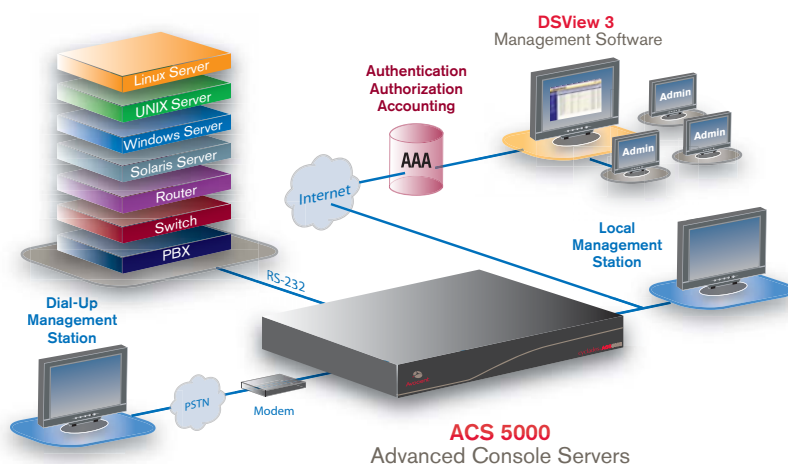 DSView 3
Management Software
Authentication
Authorization
Accounting
AAA
Admin
Admin
Admin
Linux Server
UNIX Server
Windows Server
Solaris Server
Router
Switch
PBX
Internet
Local
Management
Station
RS-232
Dial-Up
Management
Station
PSTN
Modem
ACS 5000
Advanced Console Servers